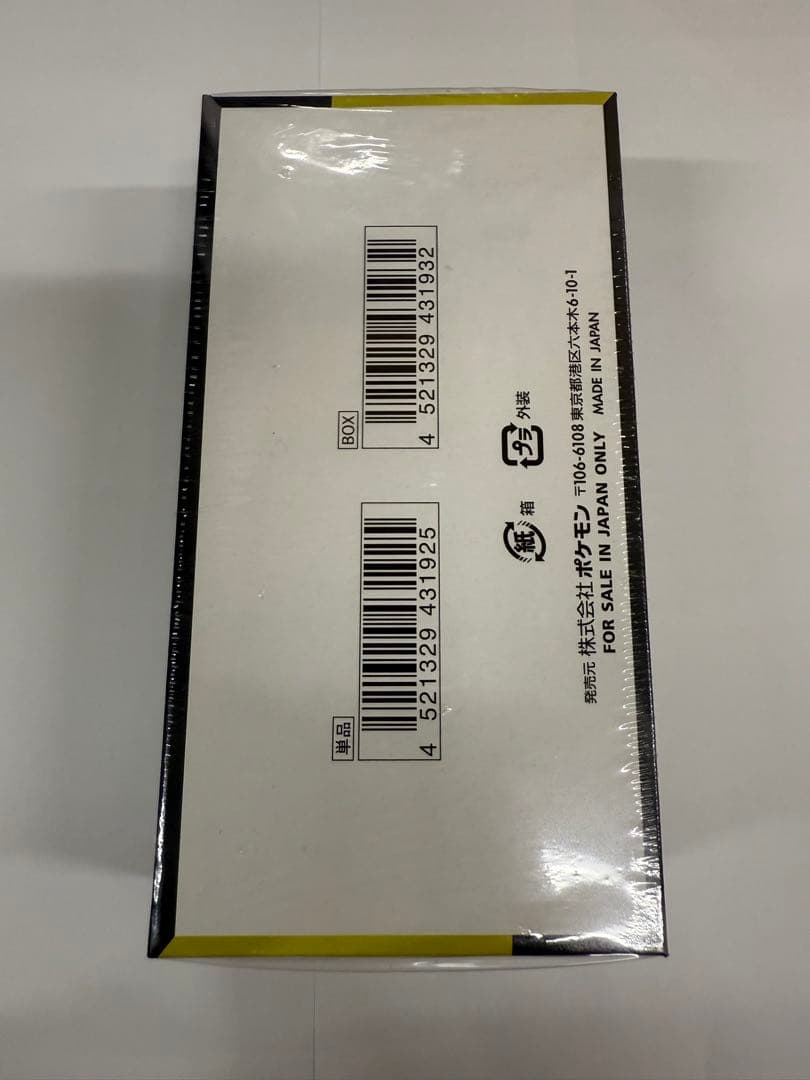 単品
4 521329 431925
BOX
4 521329 431932
紙 箱
プラ 外装
発売元 株式会社 ポケモン 〒106-6108 東京都港区六本木6-10-1
FOR SALE IN JAPAN ONLY MADE IN JAPAN